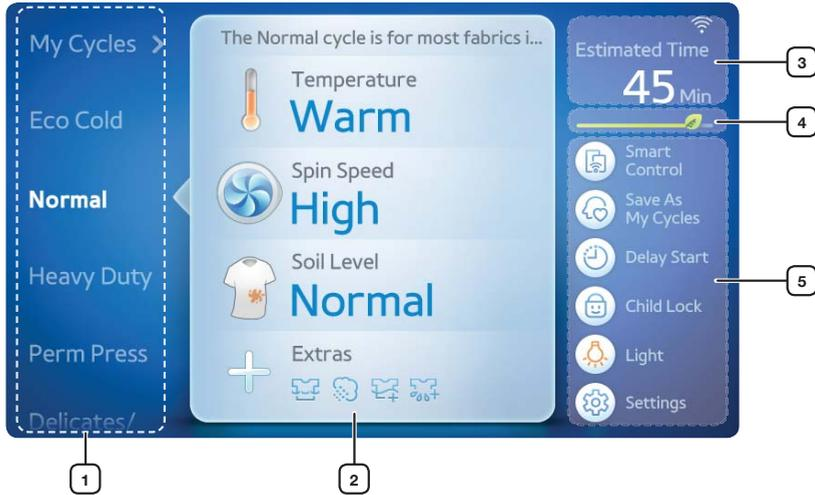 My Cycles
Eco Cold
Normal
Heavy Duty
Perm Press
Delicates/
The Normal cycle is for most fabrics i...
Temperature
Warm
Spin Speed
High
Soil Level
Normal
Extras
Estimated Time
45 Min
Smart
Control
Save As
My Cycles
Delay Start
Child Lock
Light
Settings
1
2
3
4
5